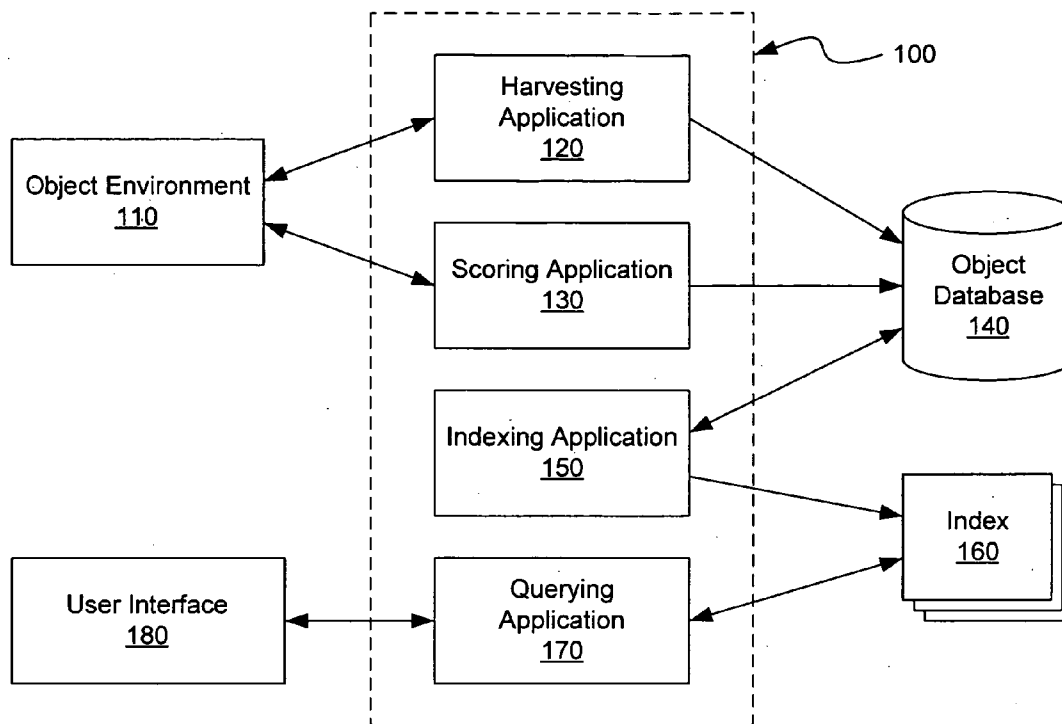 100
Harvesting
Application
120
Object Environment
110
Scoring Application
130
Object
Database
140
Indexing Application
150
Index
160
User Interface
180
Querying
Application
170